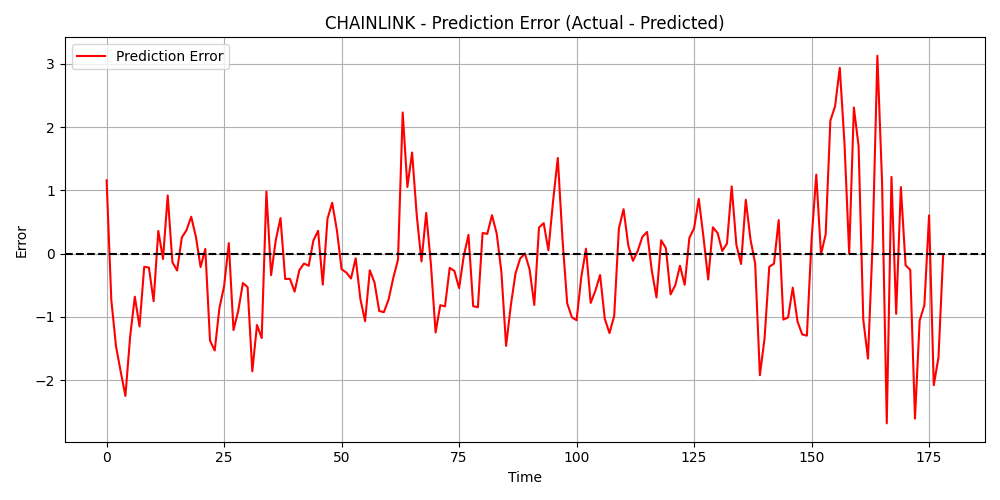 CHAINLINK - Prediction Error (Actual - Predicted)
Prediction Error
Error
3
2
1
0
−1
−2
0 25 50 75 100 125 150 175
Time